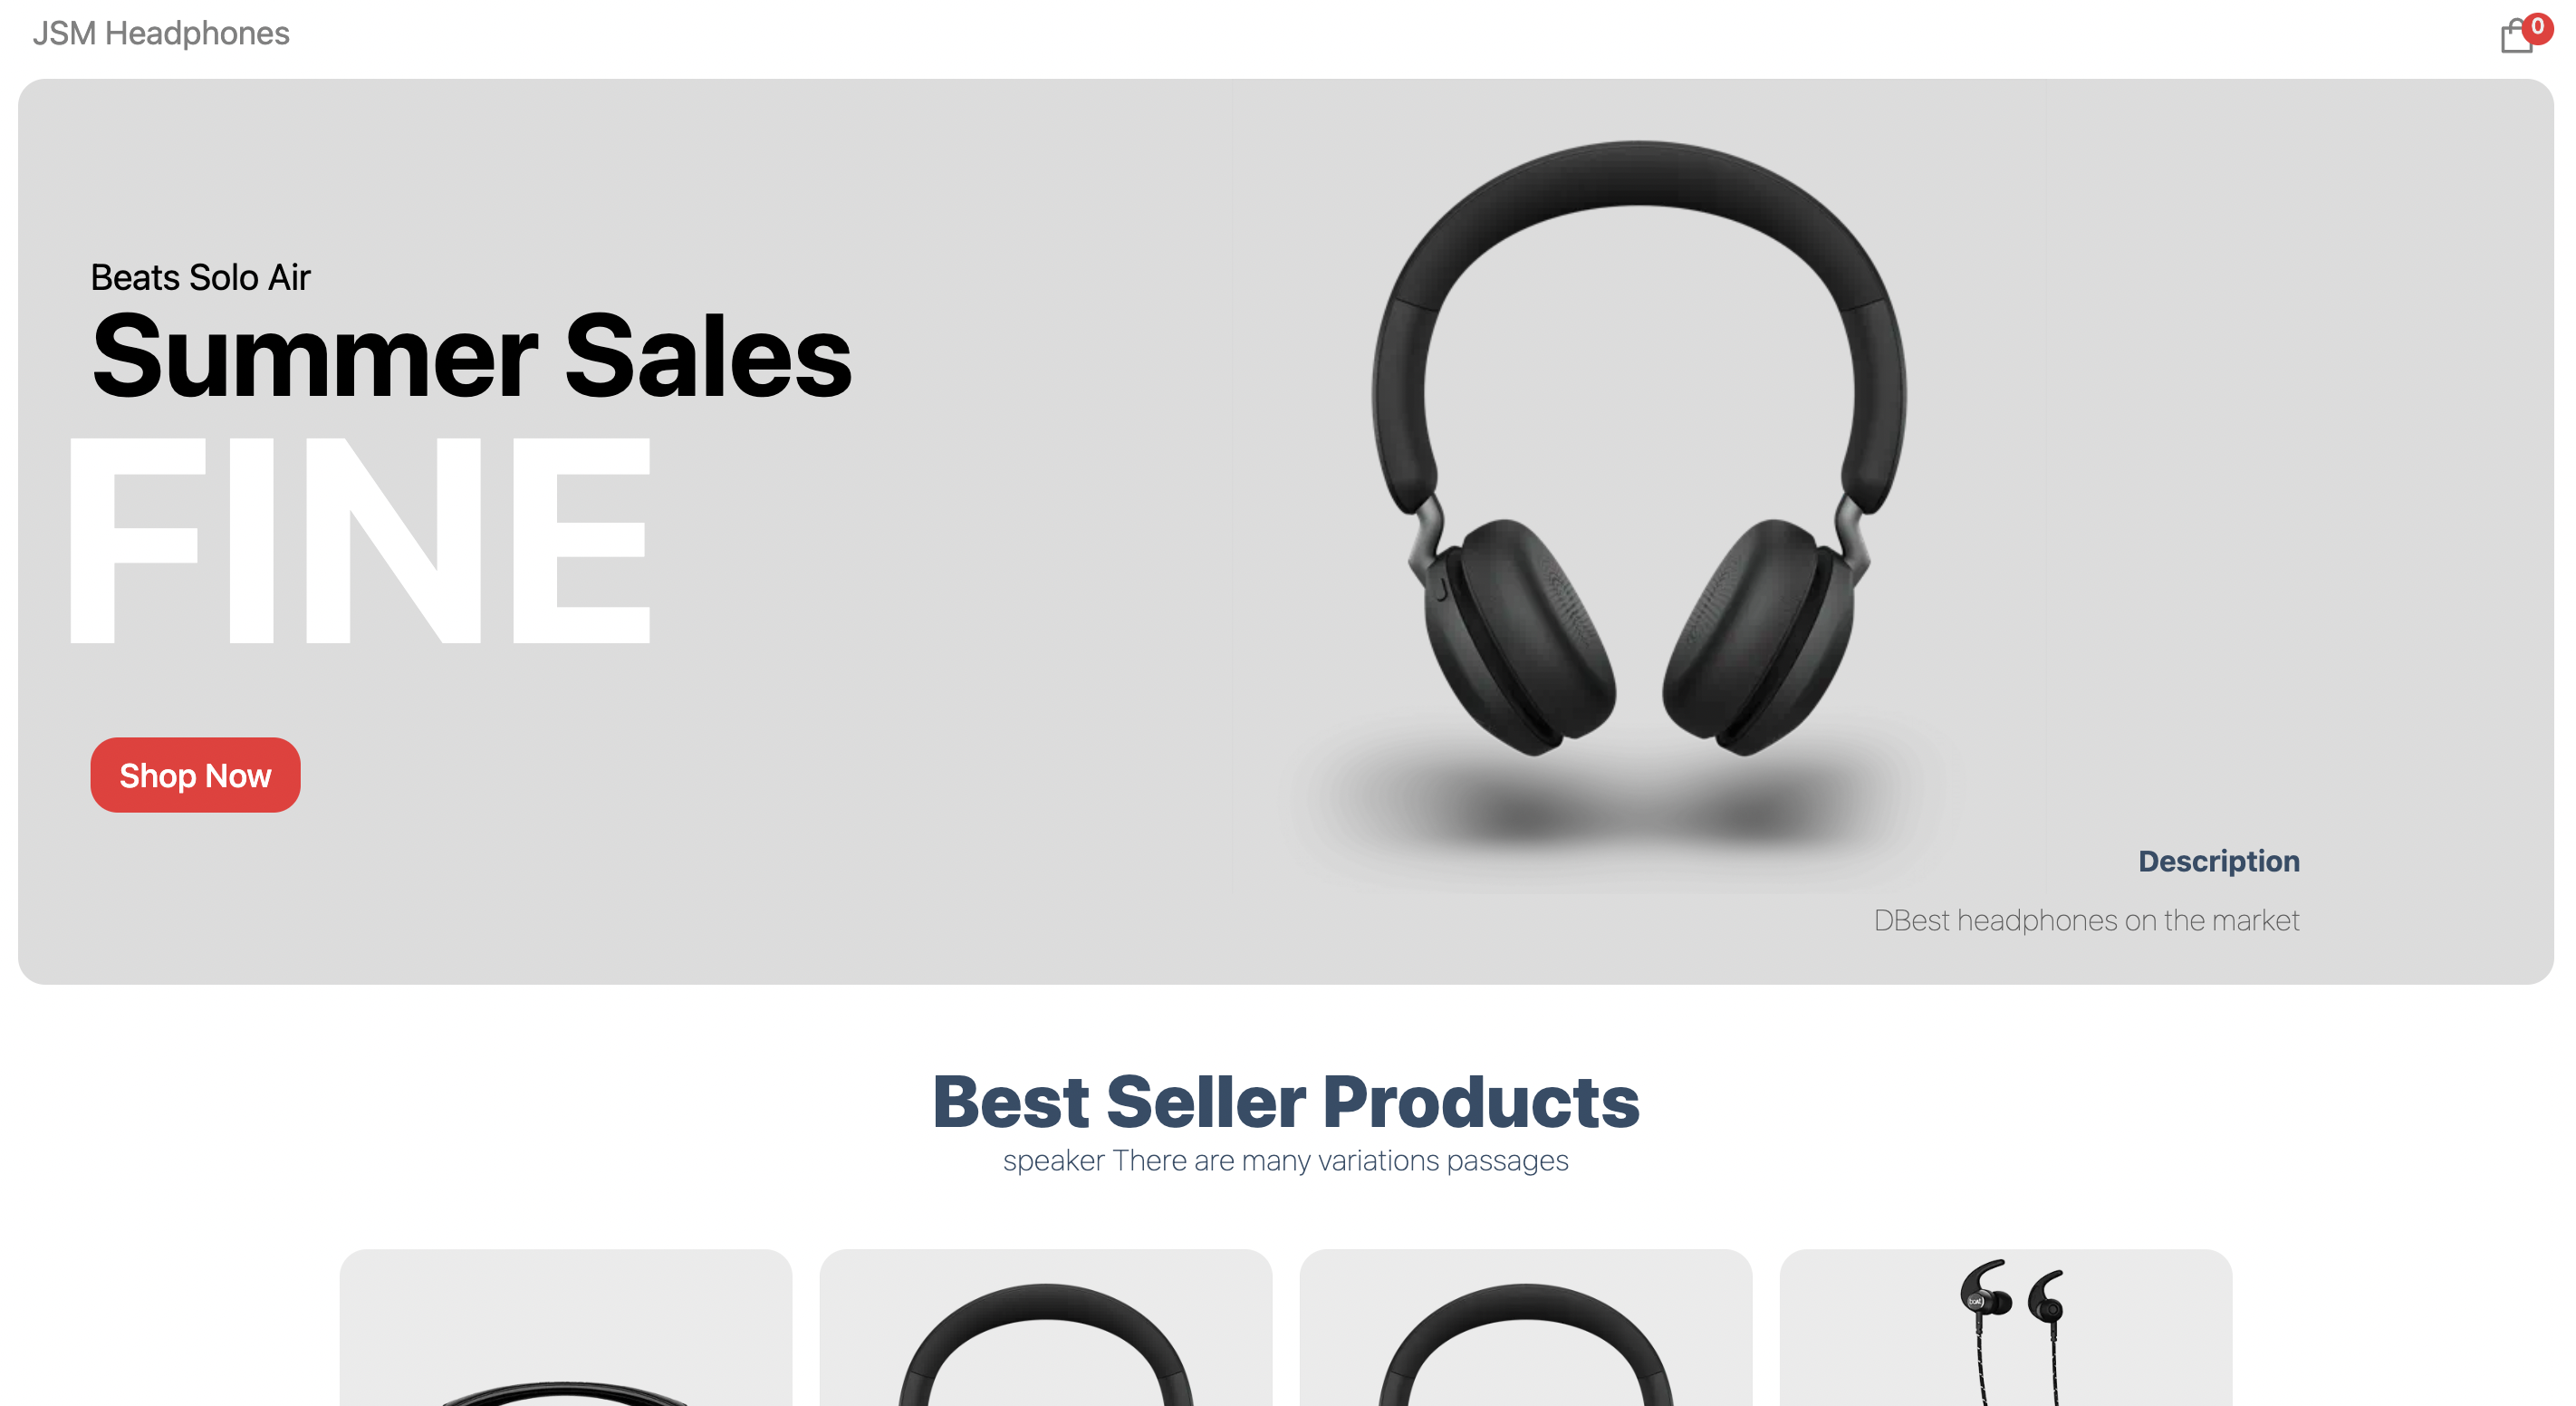 JSM Headphones
0
Beats Solo Air
Summer Sales
FINE
Shop Now
Description
DBest headphones on the market
Best Seller Products
speaker There are many variations passages
boAt